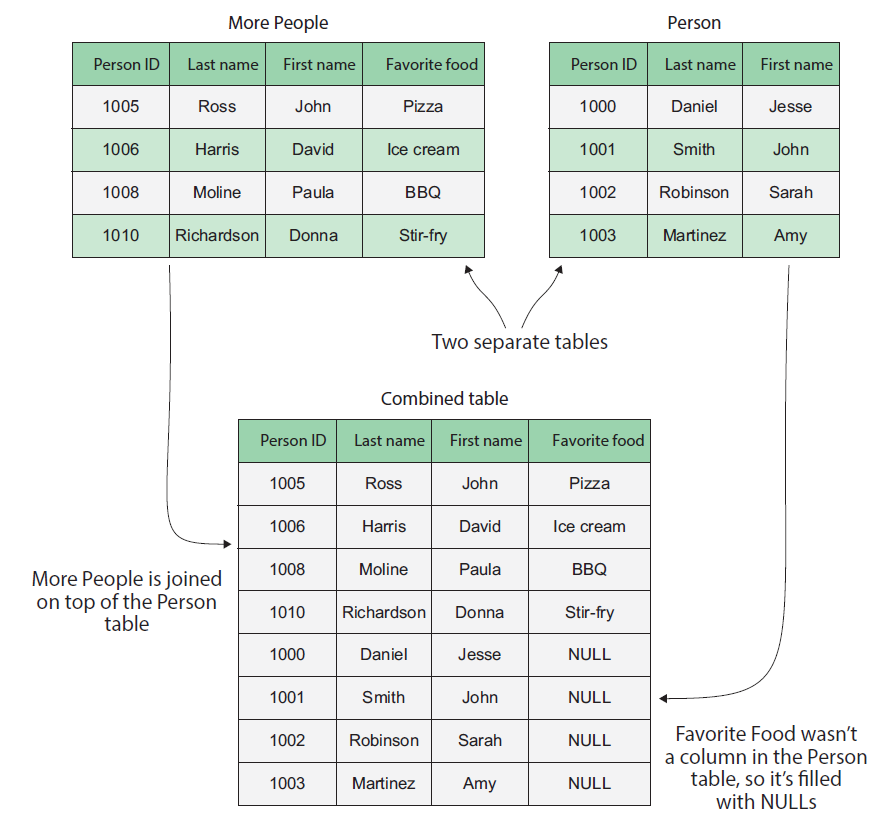 More People
Person ID Last name First name Favorite food
1005 Ross John Pizza
1006 Harris David Ice cream
1008 Moline Paula BBQ
1010 Richardson Donna Stir-fry
Person
Person ID Last name First name
1000 Daniel Jesse
1001 Smith John
1002 Robinson Sarah
1003 Martinez Amy
Two separate tables
Combined table
Person ID Last name First name Favorite food
1005 Ross John Pizza
1006 Harris David Ice cream
1008 Moline Paula BBQ
1010 Richardson Donna Stir-fry
1000 Daniel Jesse NULL
1001 Smith John NULL
1002 Robinson Sarah NULL
1003 Martinez Amy NULL
More People is joined
on top of the Person
table
Favorite Food wasn’t
a column in the Person
table, so it’s filled
with NULLs